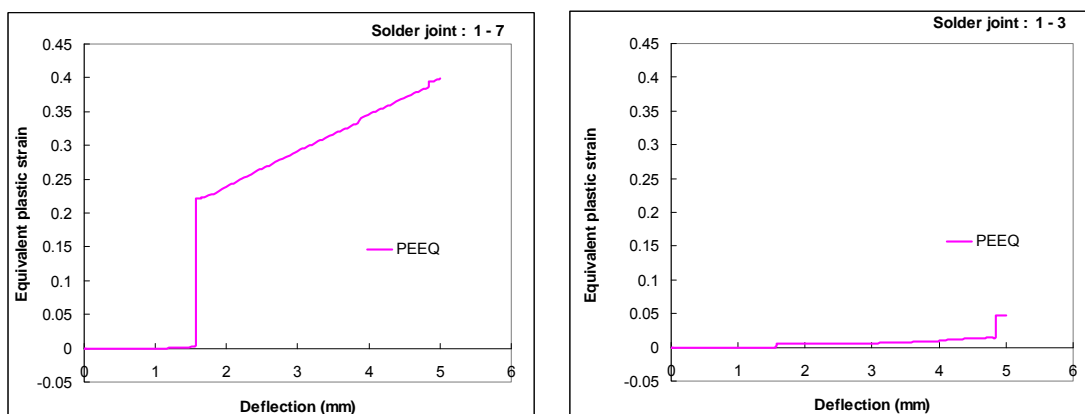 Solder joint : 1 - 7
0.45
0.4
0.35
0.3
0.25
0.2
0.15
0.1
0.05
0
-0.05
Equivalent plastic strain
PEEQ
0 1 2 3 4 5 6
Deflection (mm)
Solder joint : 1 - 3
0.45
0.4
0.35
0.3
0.25
0.2
0.15
0.1
0.05
0
-0.05
Equivalent plastic strain
PEEQ
0 1 2 3 4 5 6
Deflection (mm)